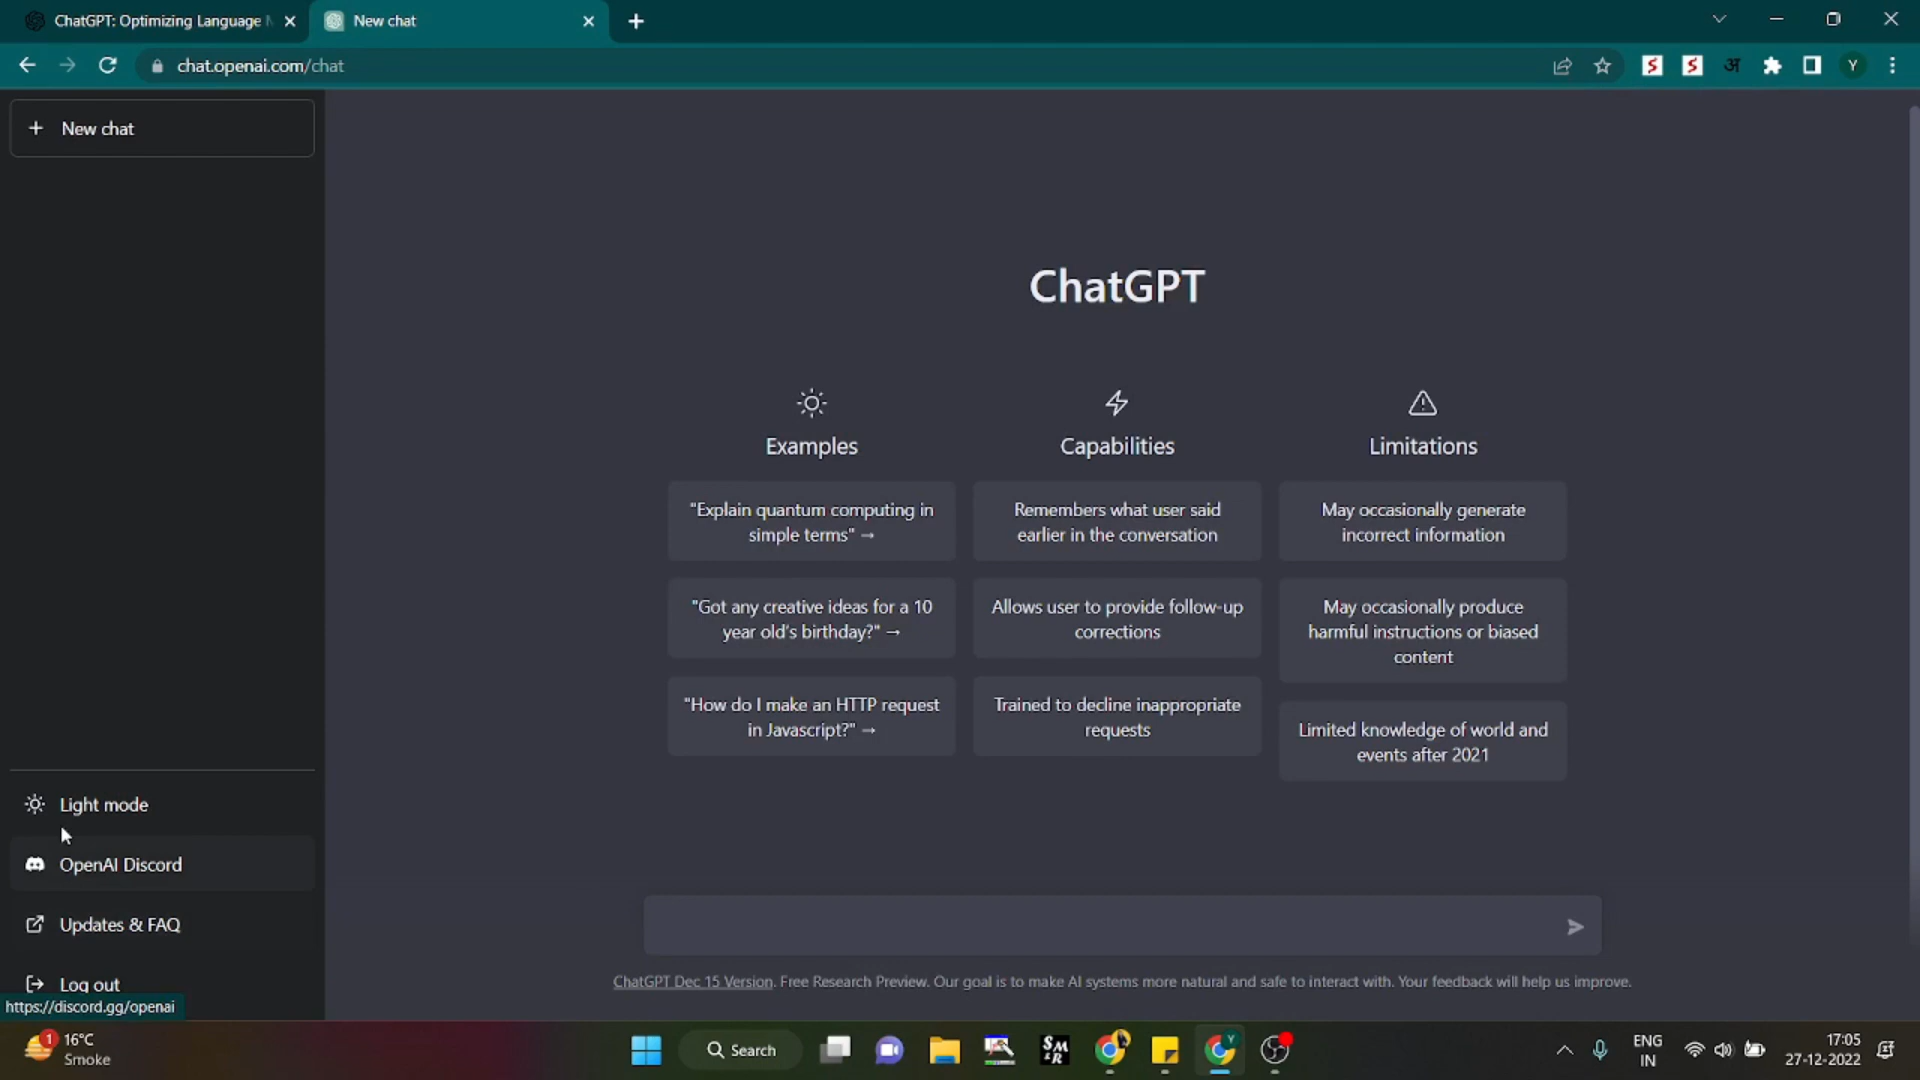 ChatGPT: Optimizing Language
New chat
chat.openai.com/chat
Y
New chat
ChatGPT
Examples
Capabilities
Limitations
"Explain quantum computing in
simple terms" →
Remembers what user said
earlier in the conversation
May occasionally generate
incorrect information
"Got any creative ideas for a 10
year old's birthday?" →
Allows user to provide follow-up
corrections
May occasionally produce
harmful instructions or biased
content
"How do I make an HTTP request
in Javascript?" →
Trained to decline inappropriate
requests
Limited knowledge of world and
events after 2021
Light mode
OpenAI Discord
Updates & FAQ
Log out
https://discord.gg/openai
ChatGPT Dec 15 Version. Free Research Preview. Our goal is to make AI systems more natural and safe to interact with. Your feedback will help us improve.
1
16°C
Smoke
Search
ENG
IN
17:05
27-12-2022